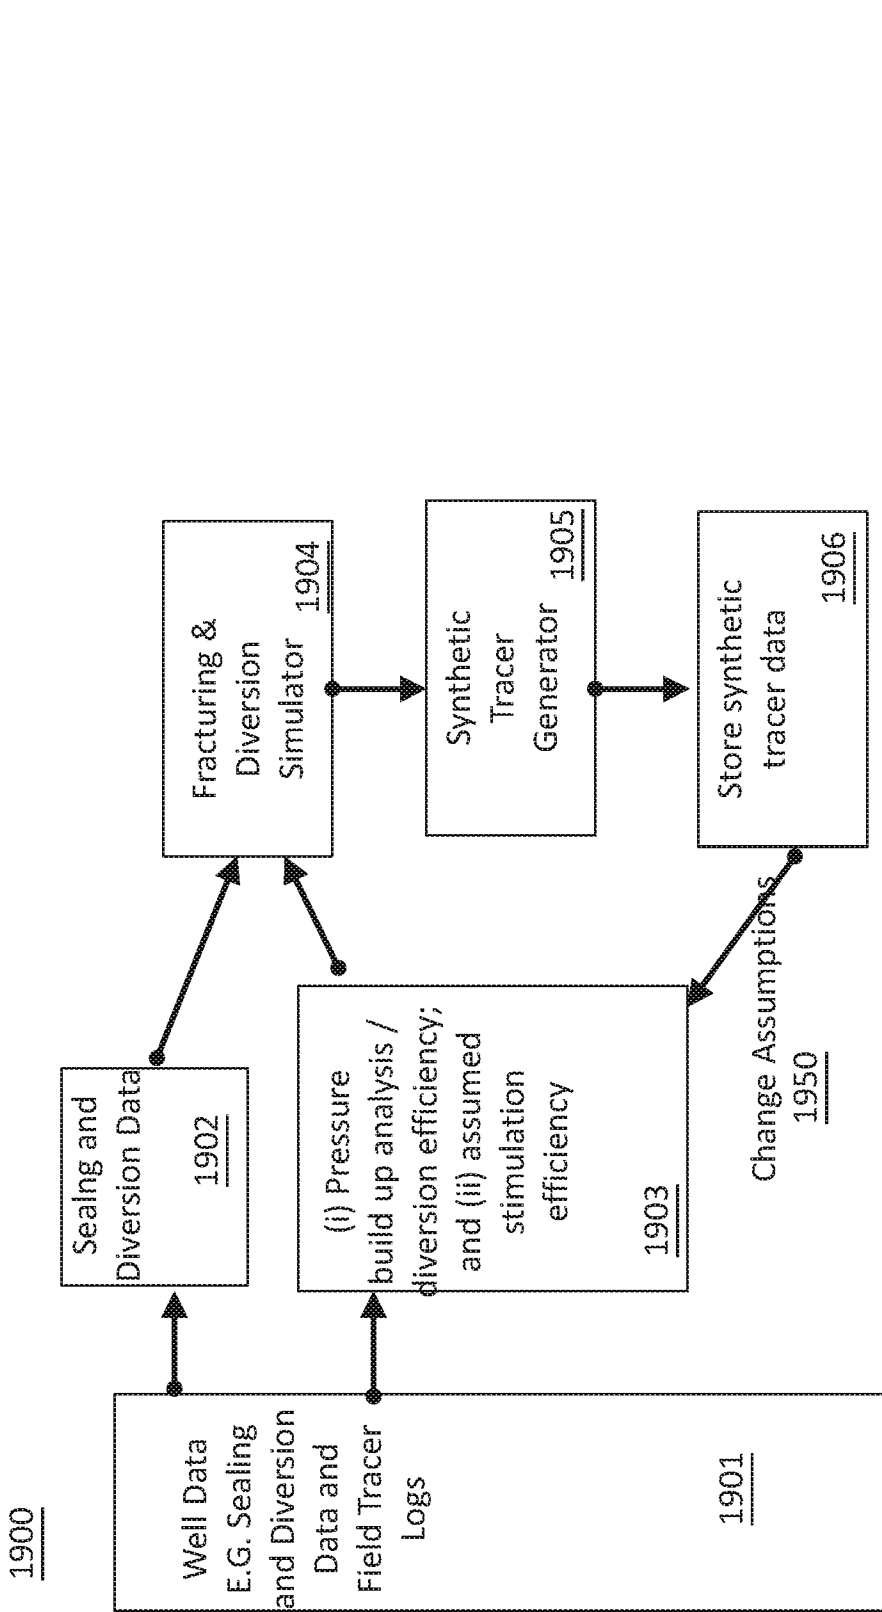 1900
Well Data
E.G. Sealing
and Diversion
Data and
Field Tracer
Logs
1901
Sealng and
Diversion Data
1902
(i) Pressure
build up analysis /
diversion efficiency;
and (ii) assumed
stimulation
efficiency
1903
Change Assumptions
1950
Fracturing &
Diversion
Simulator
1904
Synthetic
Tracer
Generator
1905
Store synthetic
tracer data
1906